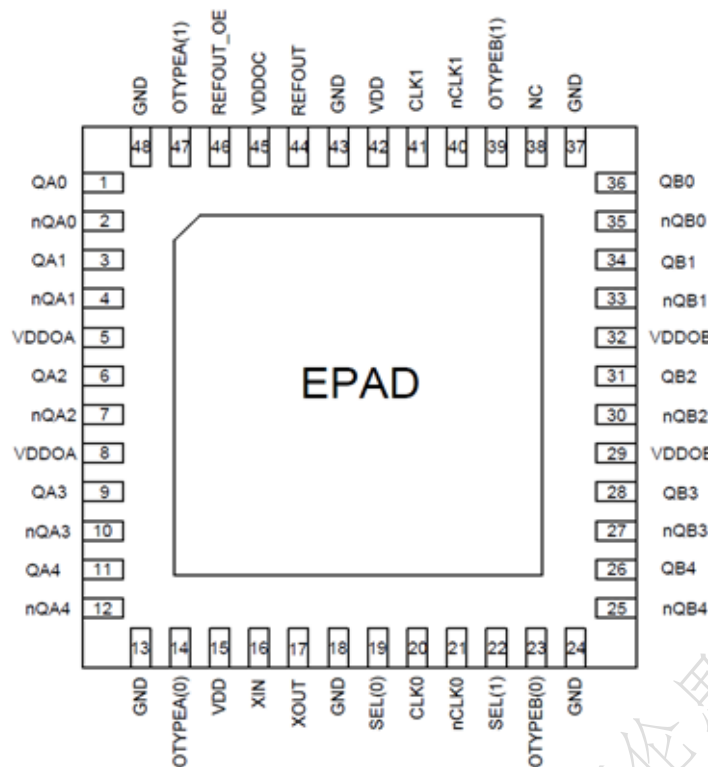 GND OTYPEA(1) REFOUT_OE VDDOC REFOUT GND VDD CLK1 nCLK1 OTYPEB(1) NC GND
48 47 46 45 44 43 42 41 40 39 38 37
QA0 1 36 QB0
nQA0 2 35 nQB0
QA1 3 34 QB1
nQA1 4 33 nQB1
VDDOA 5 32 VDDOB
QA2 6 31 QB2
EPAD
nQA2 7 30 nQB2
VDDOA 8 29 VDDOB
QA3 9 28 QB3
nQA3 10 27 nQB3
QA4 11 26 QB4
nQA4 12 25 nQB4
13 14 15 16 17 18 19 20 21 22 23 24
GND OTYPEA(0) VDD XIN XOUT GND SEL(0) CLK0 nCLK0 SEL(1) OTYPEB(0) GND